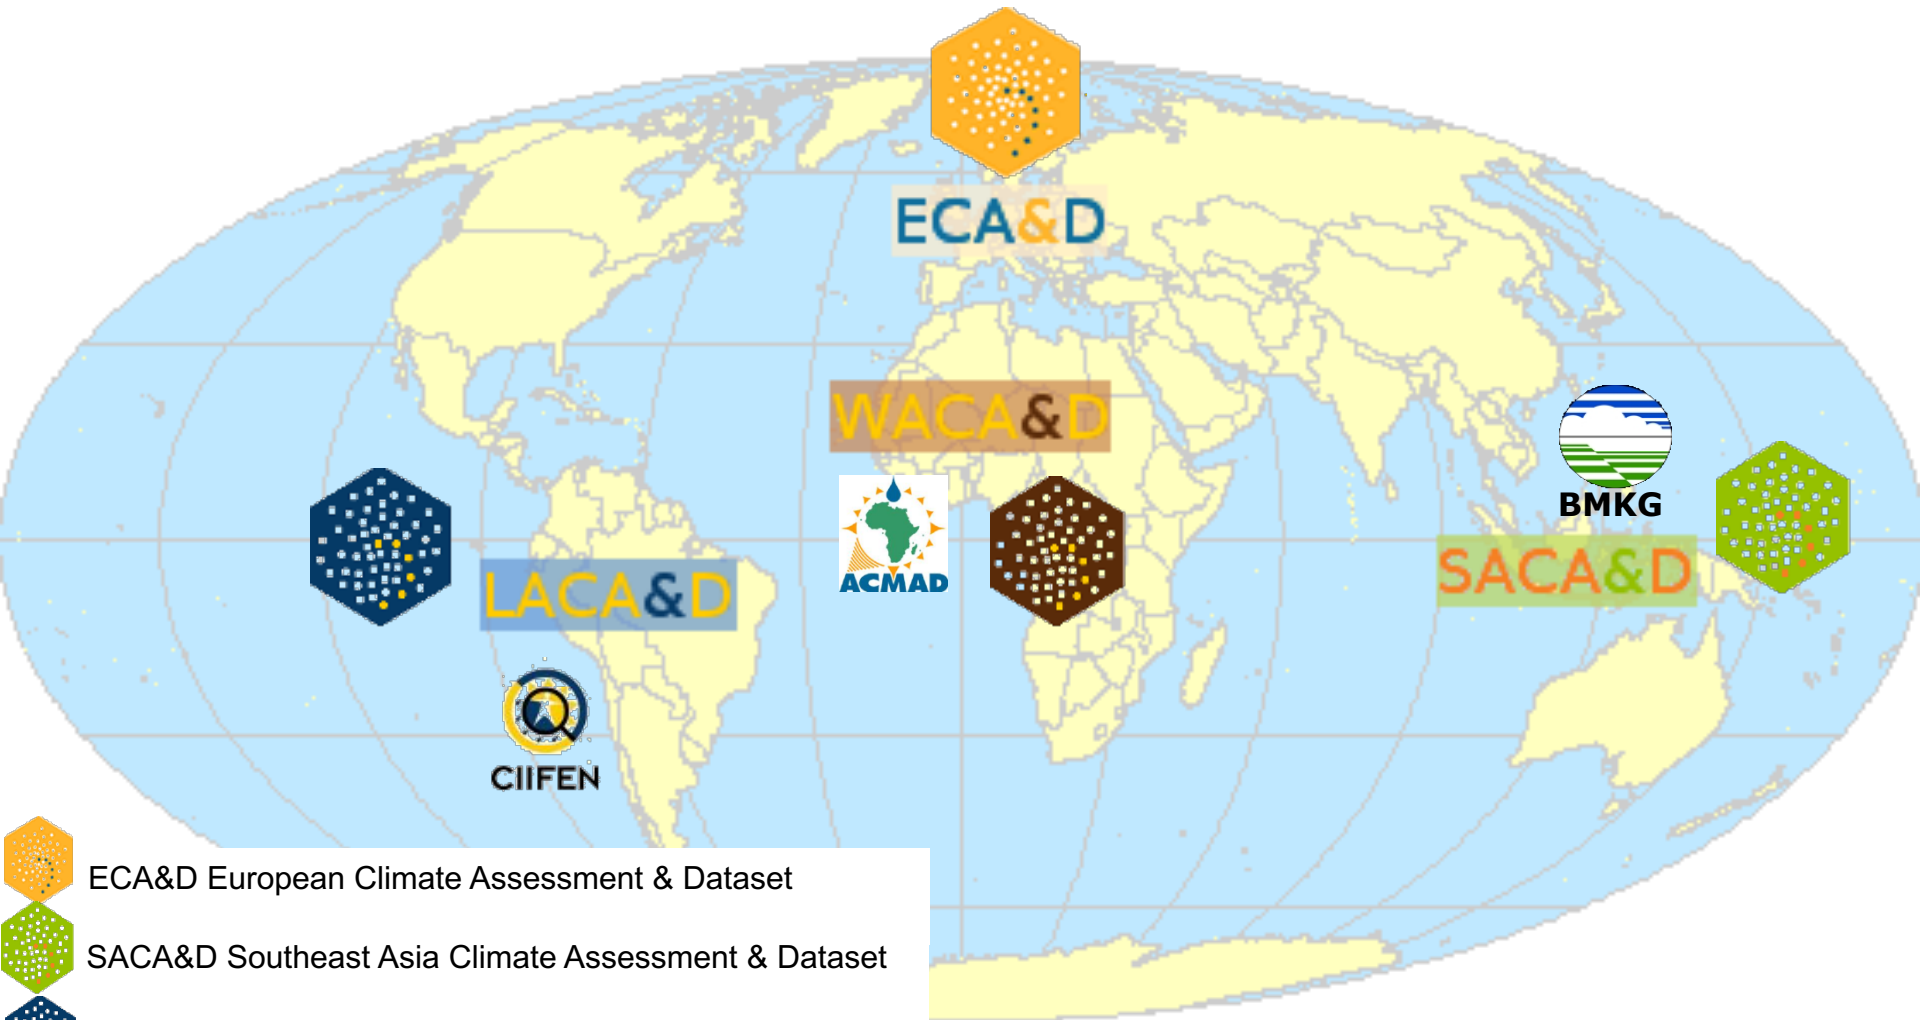 ECA&D
WACA&D
BMKG
ACMAD
SACA&D
LACA&D
CIIFEN
ECA&D European Climate Assessment & Dataset
SACA&D Southeast Asia Climate Assessment & Dataset